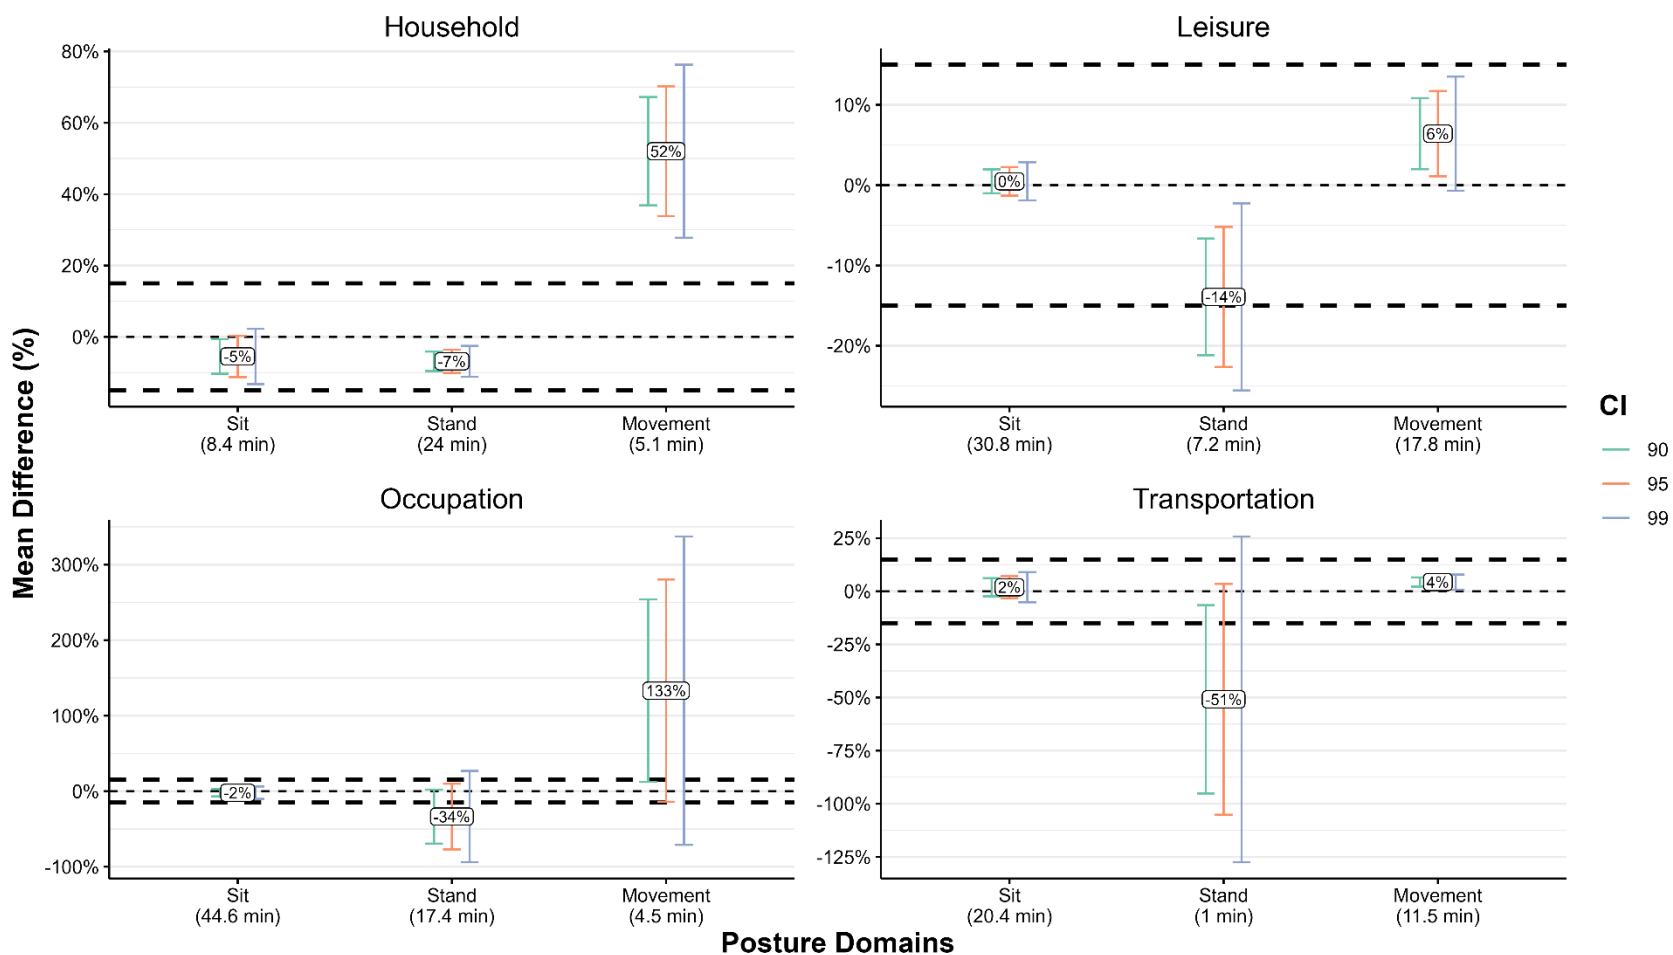 Household
80%
60%
40%
20%
0%
52%
-5%
-7%
Sit
(8.4 min)
Stand
(24 min)
Movement
(5.1 min)
Leisure
10%
0%
-10%
-20%
0%
-14%
6%
Sit
(30.8 min)
Stand
(7.2 min)
Movement
(17.8 min)
Mean Difference (%)
CI
90
95
99
Occupation
300%
200%
100%
0%
-100%
-2%
-34%
133%
Sit
(44.6 min)
Stand
(17.4 min)
Movement
(4.5 min)
Transportation
25%
0%
-25%
-50%
-75%
-100%
-125%
2%
-51%
4%
Sit
(20.4 min)
Stand
(1 min)
Movement
(11.5 min)
Posture Domains